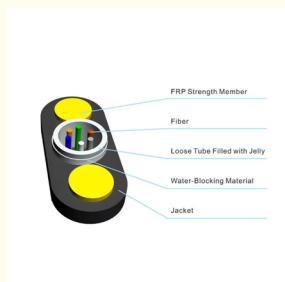 FRP Strength Member
Fiber
Loose Tube Filled with Jelly
Water-Blocking Material
Jacket